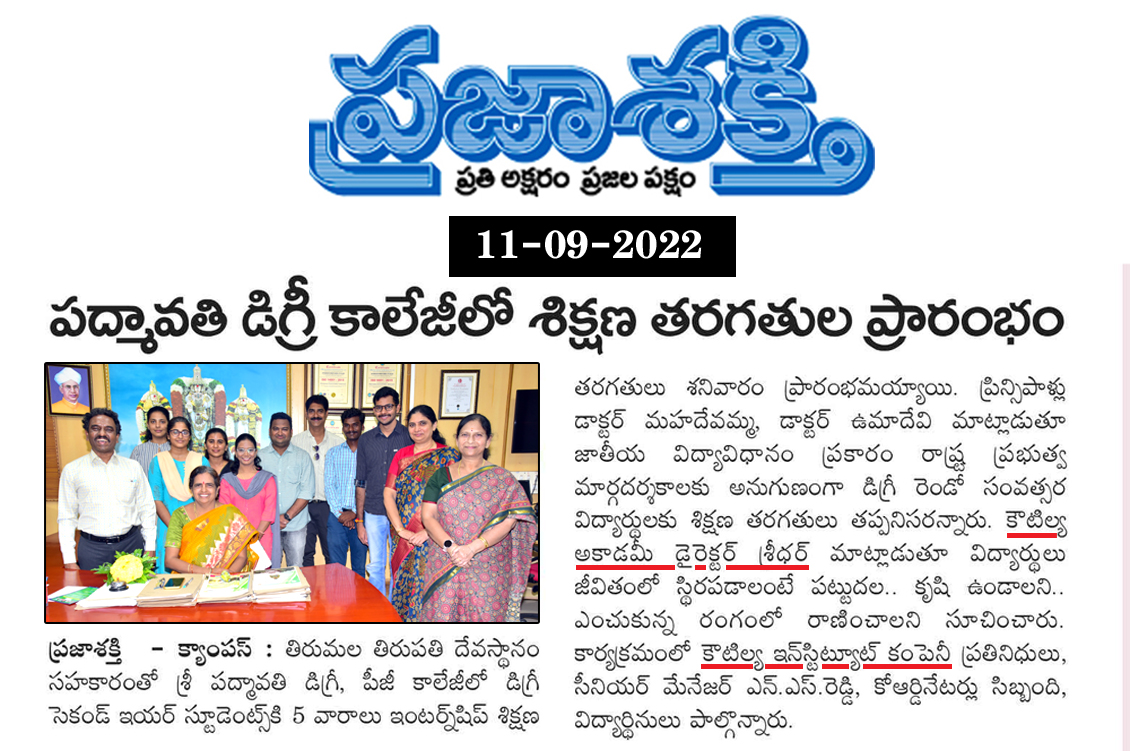 ప్రజాశక్తి
ప్రతి అక్షరం ప్రజల పక్షం
11-09-2022
పద్మావతి డిగ్రీ కాలేజీలో శిక్షణ తరగతుల ప్రారంభం
ప్రజాశక్తి - క్యాంపస్ : తిరుమల తిరుపతి దేవస్థానం
సహకారంతో శ్రీ పద్మావతి డిగ్రీ, పీజీ కాలేజీలో డిగ్రీ
సెకండ్ ఇయర్ స్టూడెంట్స్‌కి 5 వారాలు ఇంటర్న్‌షిప్ శిక్షణ
తరగతులు శనివారం ప్రారంభమయ్యాయి. ప్రిన్సిపాళ్లు
డాక్టర్ మహదేవమ్మ, డాక్టర్ ఉమాదేవి మాట్లాడుతూ
జాతీయ విద్యావిధానం ప్రకారం రాష్ట్ర ప్రభుత్వ
మార్గదర్శకాలకు అనుగుణంగా డిగ్రీ రెండో సంవత్సర
విద్యార్థులకు శిక్షణ తరగతులు తప్పనిసరన్నారు. కౌటిల్య
అకాడమీ డైరెక్టర్ శ్రీధర్ మాట్లాడుతూ విద్యార్థులు
జీవితంలో స్థిరపడాలంటే పట్టుదల.. కృషి ఉండాలని..
ఎంచుకున్న రంగంలో రాణించాలని సూచించారు.
కార్యక్రమంలో కౌటిల్య ఇన్‌స్టిట్యూట్ కంపెనీ ప్రతినిధులు,
సీనియర్ మేనేజర్ ఎన్.ఎస్.రెడ్డి, కోఆర్డినేటర్లు సిబ్బంది,
విద్యార్థినులు పాల్గొన్నారు.